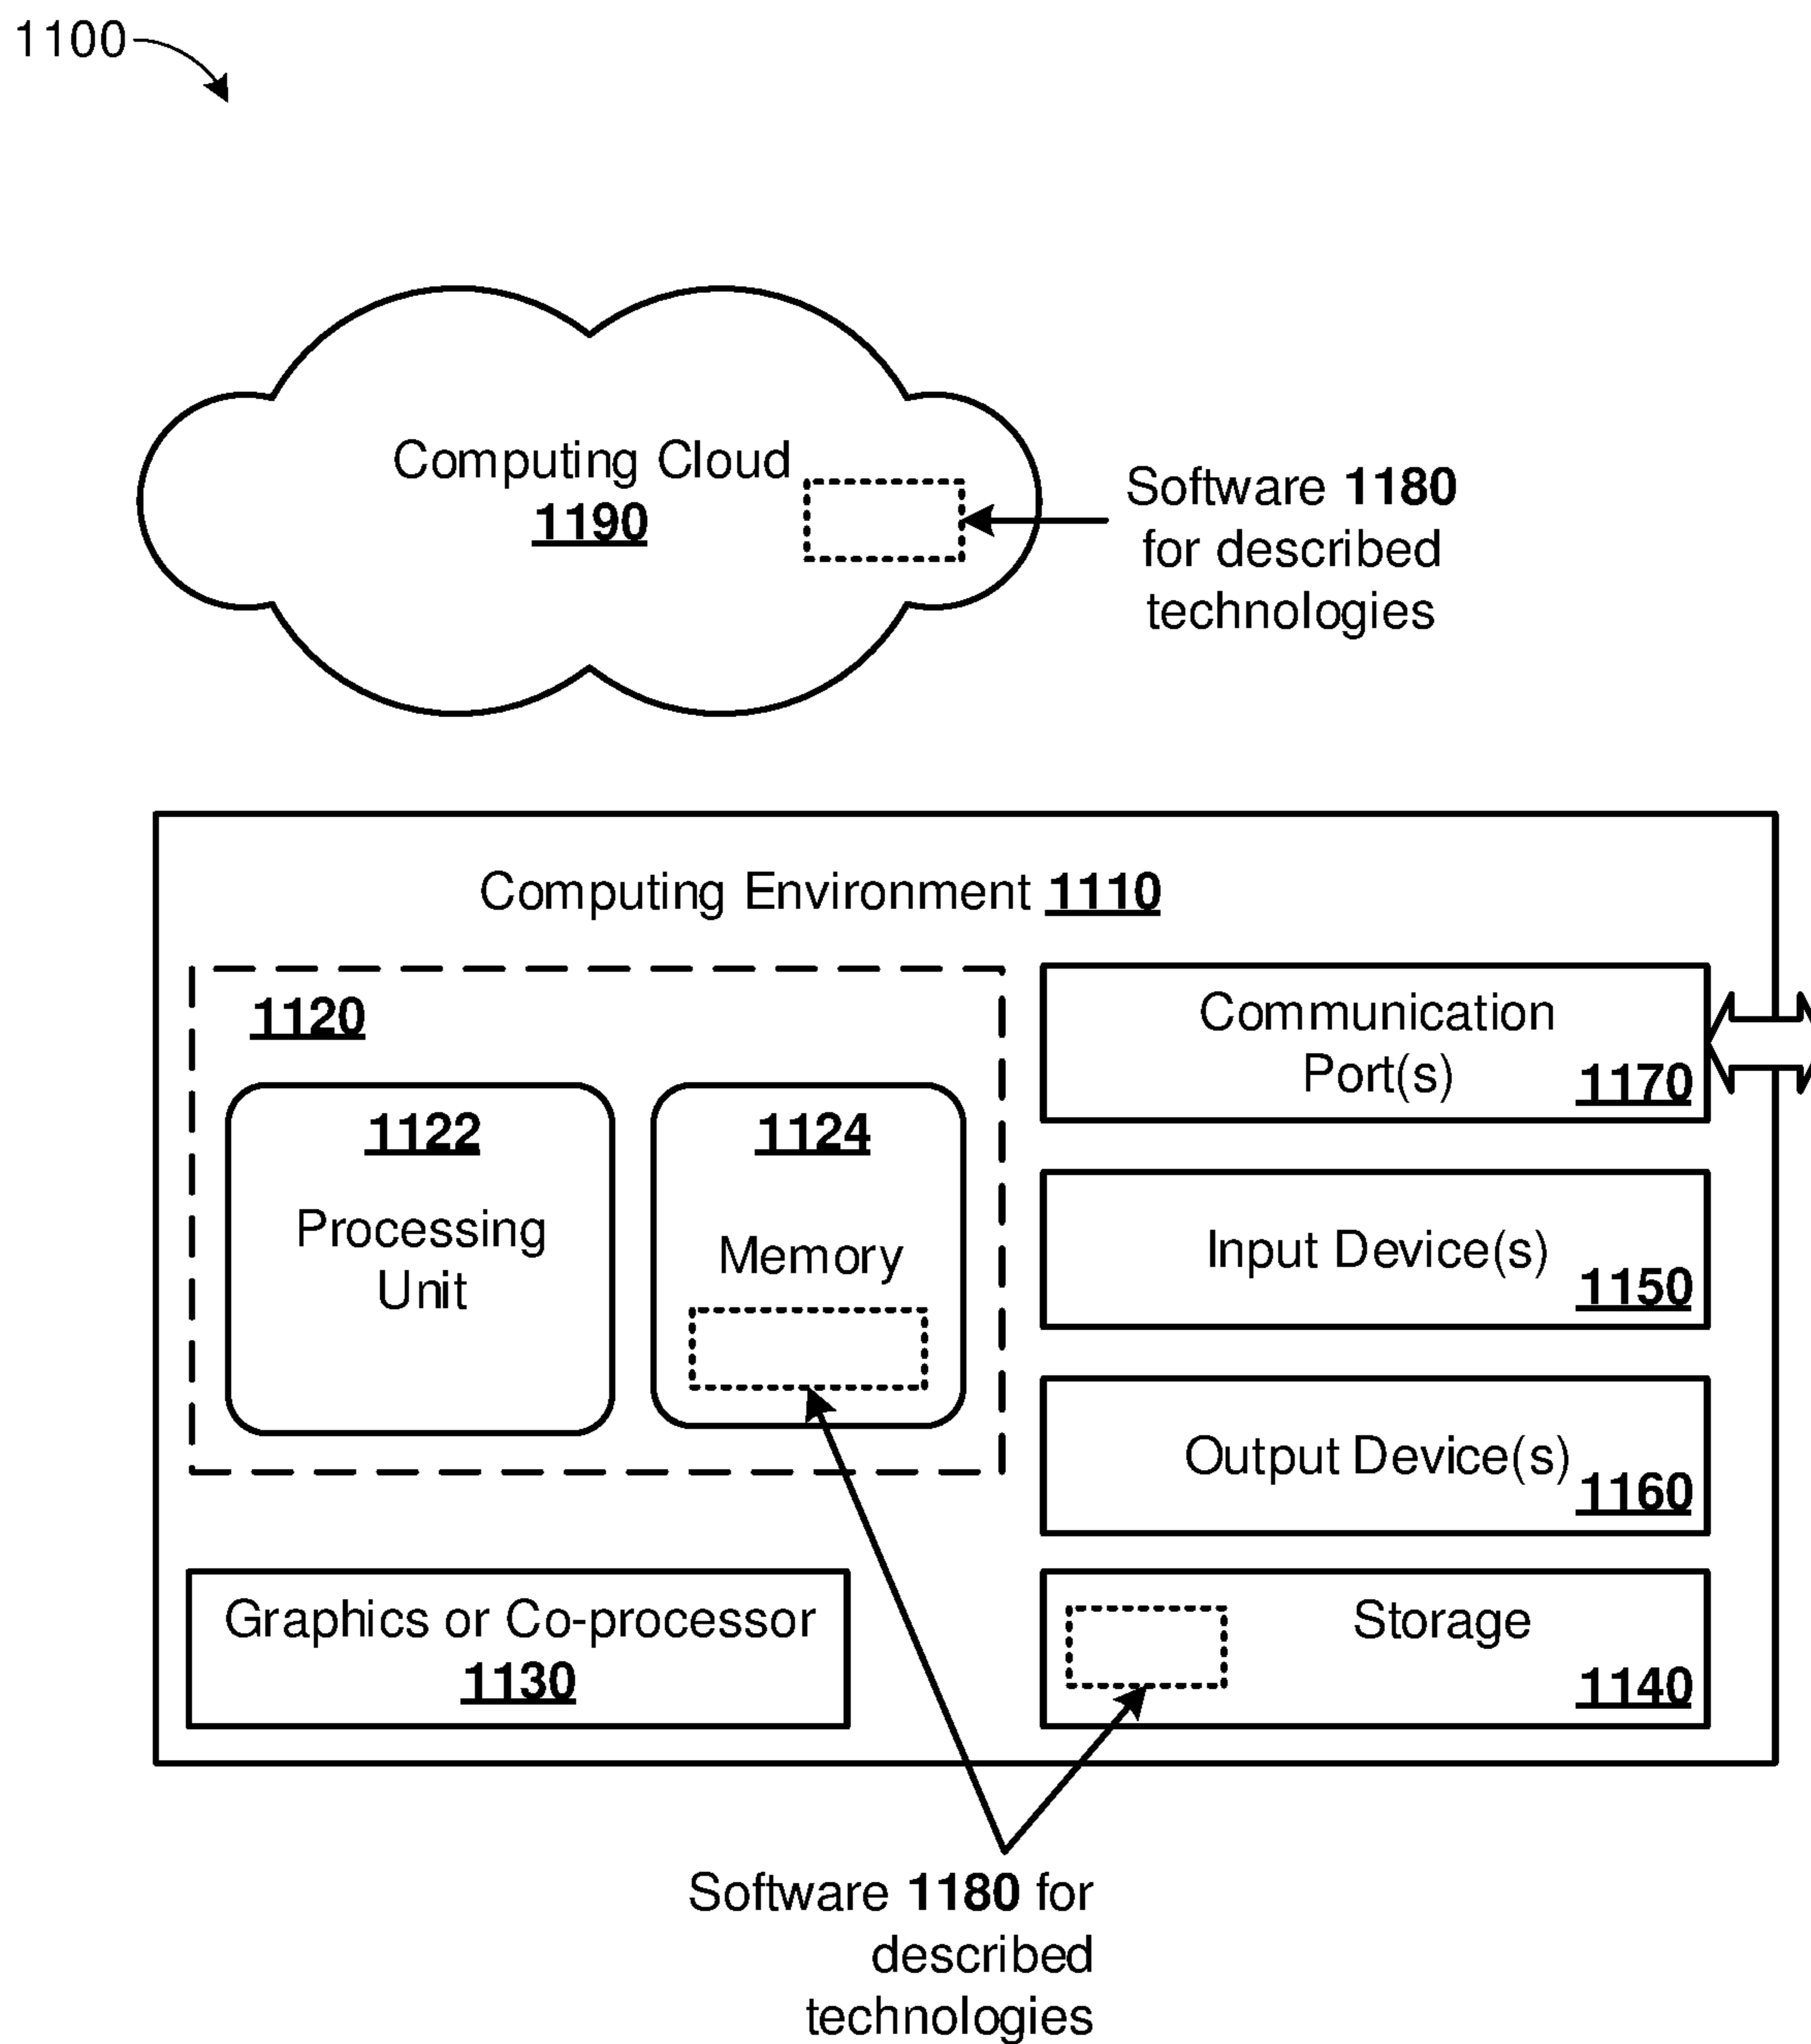 1100
Computing Cloud
1190
Software 1180
for described
technologies
Computing Environment 1110
1120
1122
Processing
Unit
1124
Memory
Communication
Port(s)
1170
Input Device(s)
1150
Output Device(s)
1160
Graphics or Co-processor
1130
Storage
1140
Software 1180 for
described
technologies